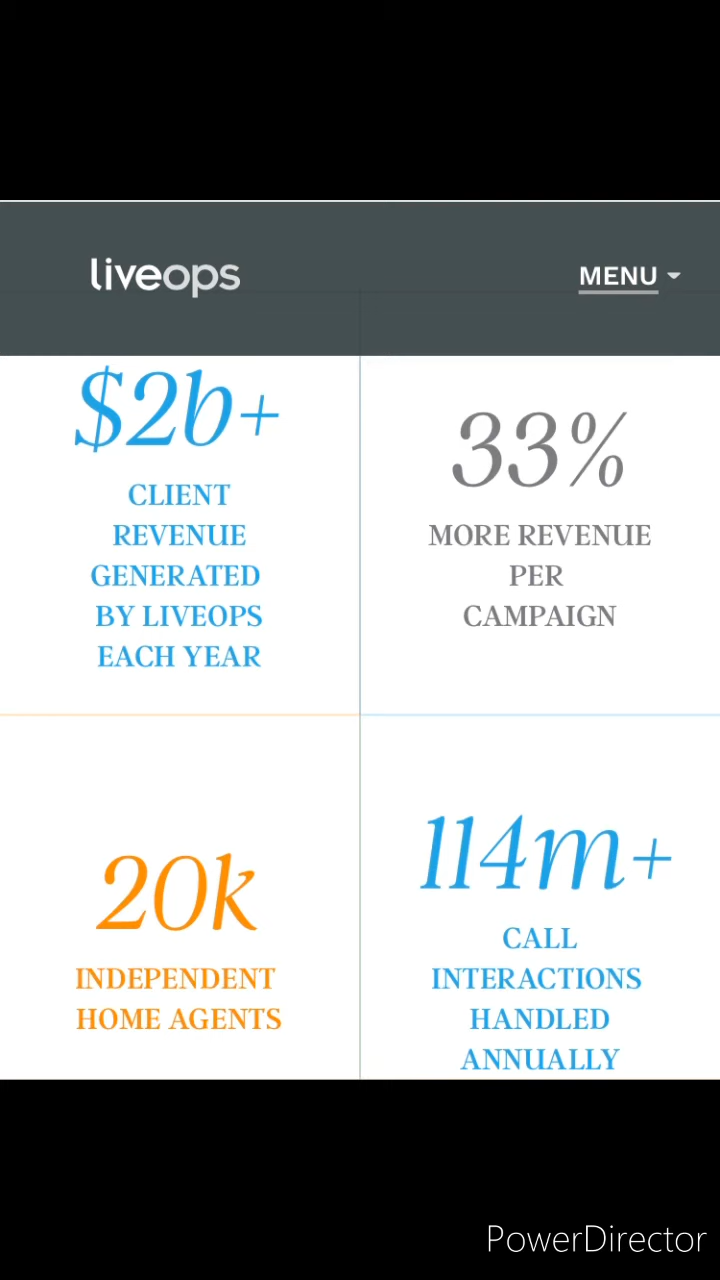 liveops
MENU
$2b+
CLIENT
REVENUE
GENERATED
BY LIVEOPS
EACH YEAR
33%
MORE REVENUE
PER
CAMPAIGN
20k
INDEPENDENT
HOME AGENTS
114m+
CALL
INTERACTIONS
HANDLED
ANNUALLY
PowerDirector